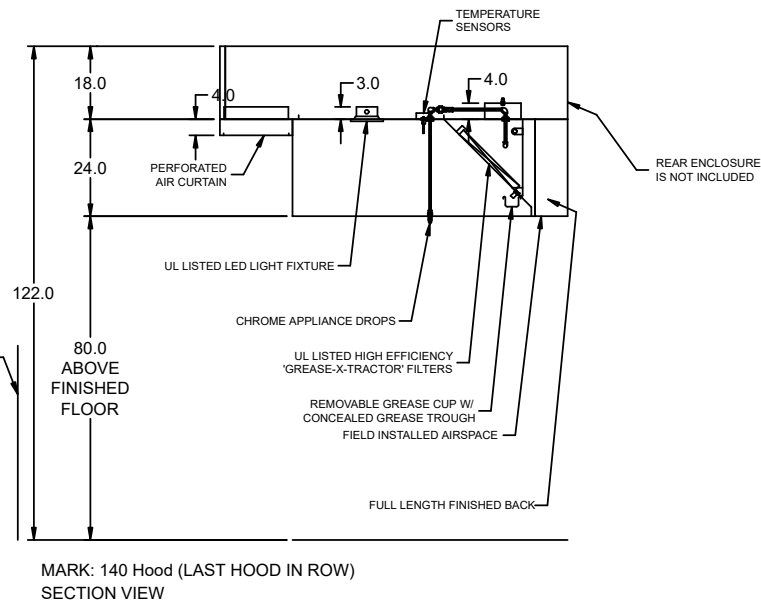 TEMPERATURE
SENSORS
18.0
4.0
3.0
4.0
PERFORATED
AIR CURTAIN
REAR ENCLOSURE
IS NOT INCLUDED
24.0
UL LISTED LED LIGHT FIXTURE
122.0
CHROME APPLIANCE DROPS
80.0
ABOVE
FINISHED
FLOOR
UL LISTED HIGH EFFICIENCY
'GREASE-X-TRACTOR' FILTERS
REMOVABLE GREASE CUP W/
CONCEALED GREASE TROUGH
FIELD INSTALLED AIRSPACE
FULL LENGTH FINISHED BACK
MARK: 140 Hood (LAST HOOD IN ROW)
SECTION VIEW